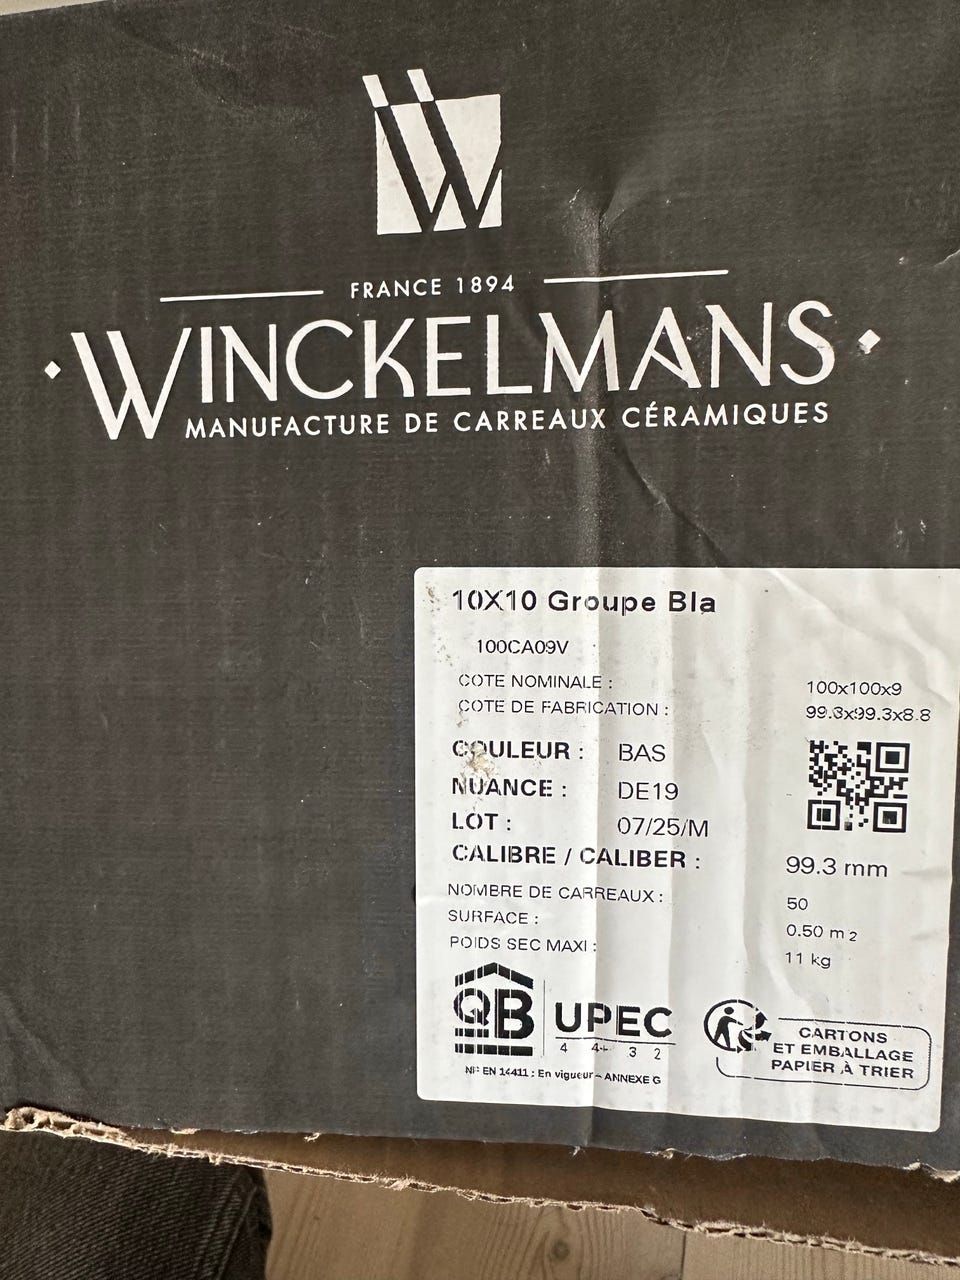 FRANCE 1894
WINCKELMANS
MANUFACTURE DE CARREAUX CÉRAMIQUES
10X10 Groupe Bla
100CA09V
COTE NOMINALE : 100x100x9
COTE DE FABRICATION : 99.3x99.3x8.8
COULEUR : BAS
NUANCE : DE19
LOT : 07/25/M
CALIBRE / CALIBER : 99.3 mm
NOMBRE DE CARREAUX : 50
SURFACE : 0.50 m2
POIDS SEC MAXI : 11 kg
QB UPEC
4 4+ 3 2
NF EN 14411 : En vigueur - ANNEXE G
CARTONS
ET EMBALLAGE
PAPIER À TRIER